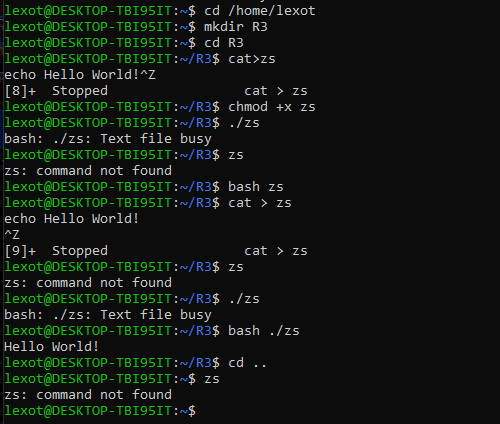 lexot@DESKTOP-TBI95IT:~$ cd /home/lexot
lexot@DESKTOP-TBI95IT:~$ mkdir R3
lexot@DESKTOP-TBI95IT:~$ cd R3
lexot@DESKTOP-TBI95IT:~/R3$ cat>zs
echo Hello World!^Z
[8]+  Stopped                 cat > zs
lexot@DESKTOP-TBI95IT:~/R3$ chmod +x zs
lexot@DESKTOP-TBI95IT:~/R3$ ./zs
bash: ./zs: Text file busy
lexot@DESKTOP-TBI95IT:~/R3$ zs
zs: command not found
lexot@DESKTOP-TBI95IT:~/R3$ bash zs
lexot@DESKTOP-TBI95IT:~/R3$ cat > zs
echo Hello World!
^Z
[9]+  Stopped                 cat > zs
lexot@DESKTOP-TBI95IT:~/R3$ zs
zs: command not found
lexot@DESKTOP-TBI95IT:~/R3$ ./zs
bash: ./zs: Text file busy
lexot@DESKTOP-TBI95IT:~/R3$ bash ./zs
Hello World!
lexot@DESKTOP-TBI95IT:~/R3$ cd ..
lexot@DESKTOP-TBI95IT:~$ zs
zs: command not found
lexot@DESKTOP-TBI95IT:~$